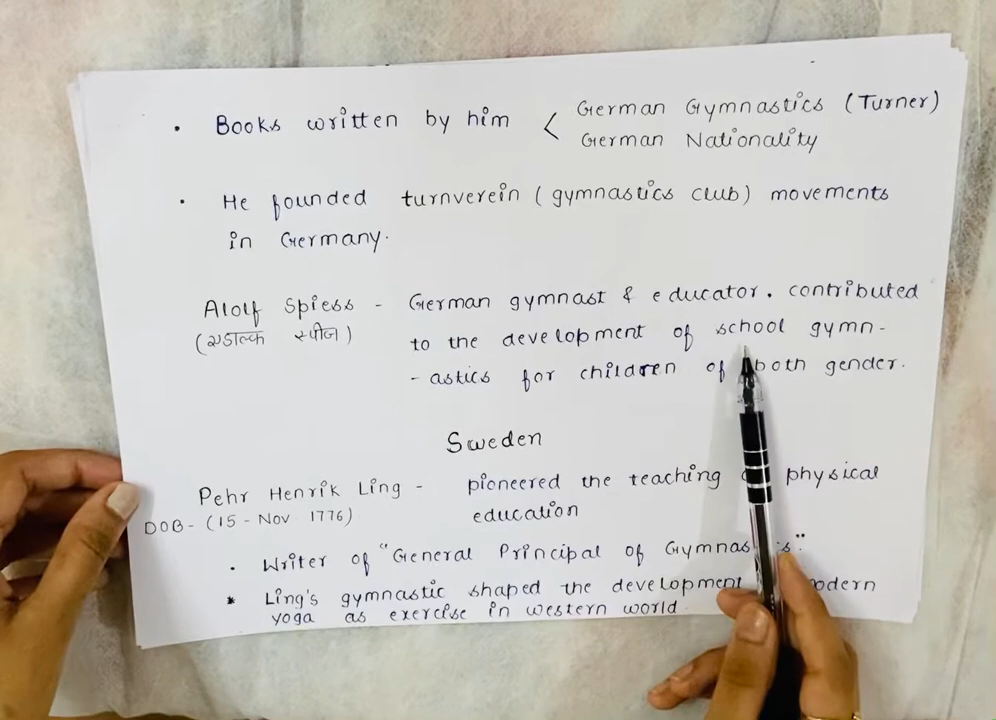 • Books written by him < German Gymnastics (Turner)
German Nationality
• He founded turnverein (gymnastics club) movements
in Germany.
Alolf Spiess - German gymnast & educator. contributed
(एडाल्फ स्पीज) to the development of school gymn-
-astics for children of both gender.
Sweden
Pehr Henrik Ling - pioneered the teaching physical
DOB- (15-Nov 1776) education
• Writer of "General Principal of Gymnas s."
* Ling's gymnastic shaped the development odern
yoga as exercise in western world.